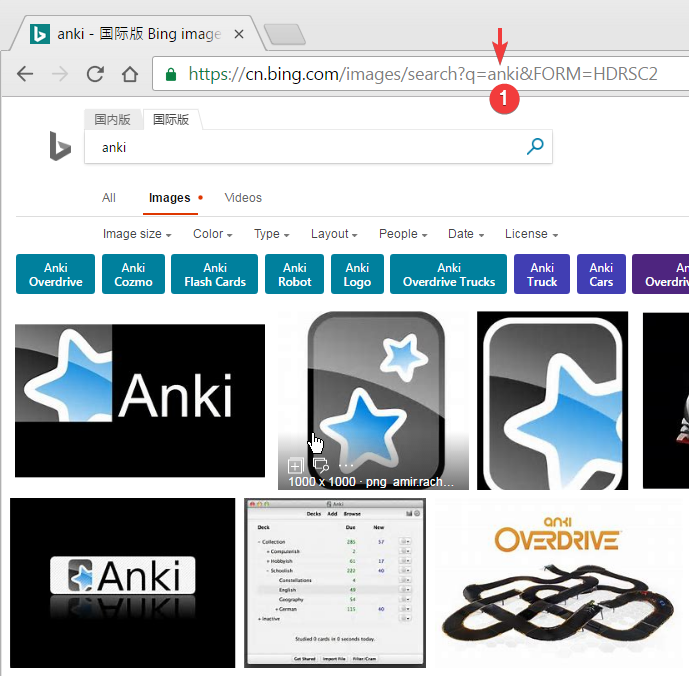 anki - 国际版 Bing image
https://cn.bing.com/images/search?q=anki&FORM=HDRSC2
1
国内版 国际版
anki
All Images Videos
Image size Color Type Layout People Date License
Anki Overdrive
Anki Cozmo
Anki Flash Cards
Anki Robot
Anki Logo
Anki Overdrive Trucks
Anki Truck
Anki Cars
Anki
Anki
1000 x 1000 · png amir.rach...
Anki
Anki
Decks Add Browse
Deck Due New
Collection 285 57
Computerish 2
Hobbyish 61 17
Schoolish 222 40
Constellations 4
English 49
Geography 54
German 115 40
Inactive
Studied 0 cards in 0 seconds today.
Get Shared Import File Filter/Cram
anki
OVERDRIVE